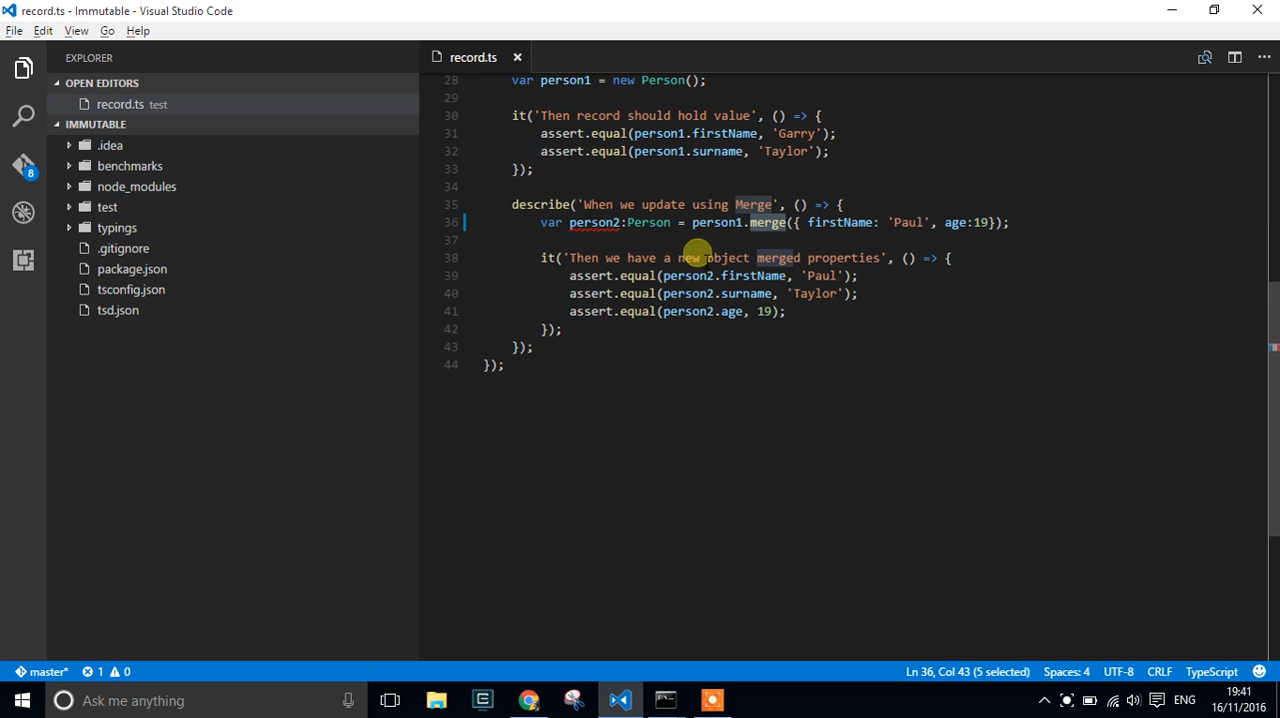 record.ts - Immutable - Visual Studio Code
File Edit View Go Help
EXPLORER
OPEN EDITORS
record.ts test
IMMUTABLE
.idea
benchmarks
node_modules
test
typings
.gitignore
package.json
tsconfig.json
tsd.json
8
record.ts
28 var person1 = new Person();
29
30 it('Then record should hold value', () => {
31 assert.equal(person1.firstName, 'Garry');
32 assert.equal(person1.surname, 'Taylor');
33 });
34
35 describe('When we update using Merge', () => {
36 var person2:Person = person1.merge({ firstName: 'Paul', age:19});
37
38 it('Then we have a new object merged properties', () => {
39 assert.equal(person2.firstName, 'Paul');
40 assert.equal(person2.surname, 'Taylor');
41 assert.equal(person2.age, 19);
42 });
43 });
44 });
master* 1 0 Ln 36, Col 43 (5 selected) Spaces: 4 UTF-8 CRLF TypeScript
Ask me anything
ENG
19:41
16/11/2016